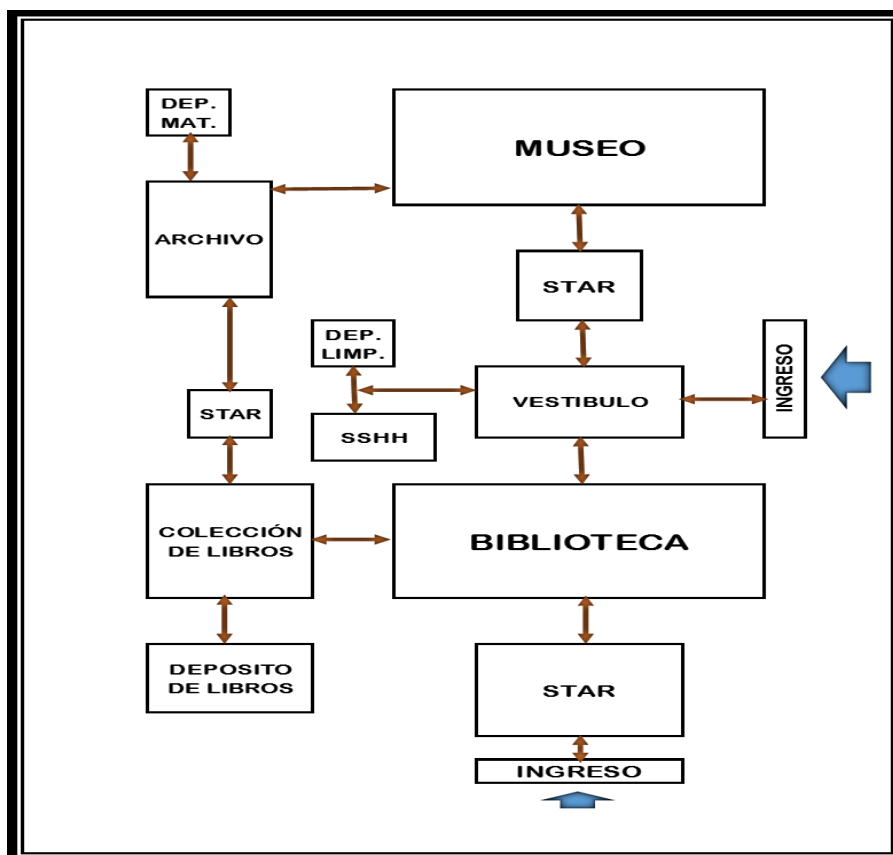 DEP.
MAT.
MUSEO
ARCHIVO
STAR
DEP.
LIMP.
INGRESO
STAR
VESTIBULO
SSHH
COLECCIÓN
DE LIBROS
BIBLIOTECA
DEPOSITO
DE LIBROS
STAR
INGRESO